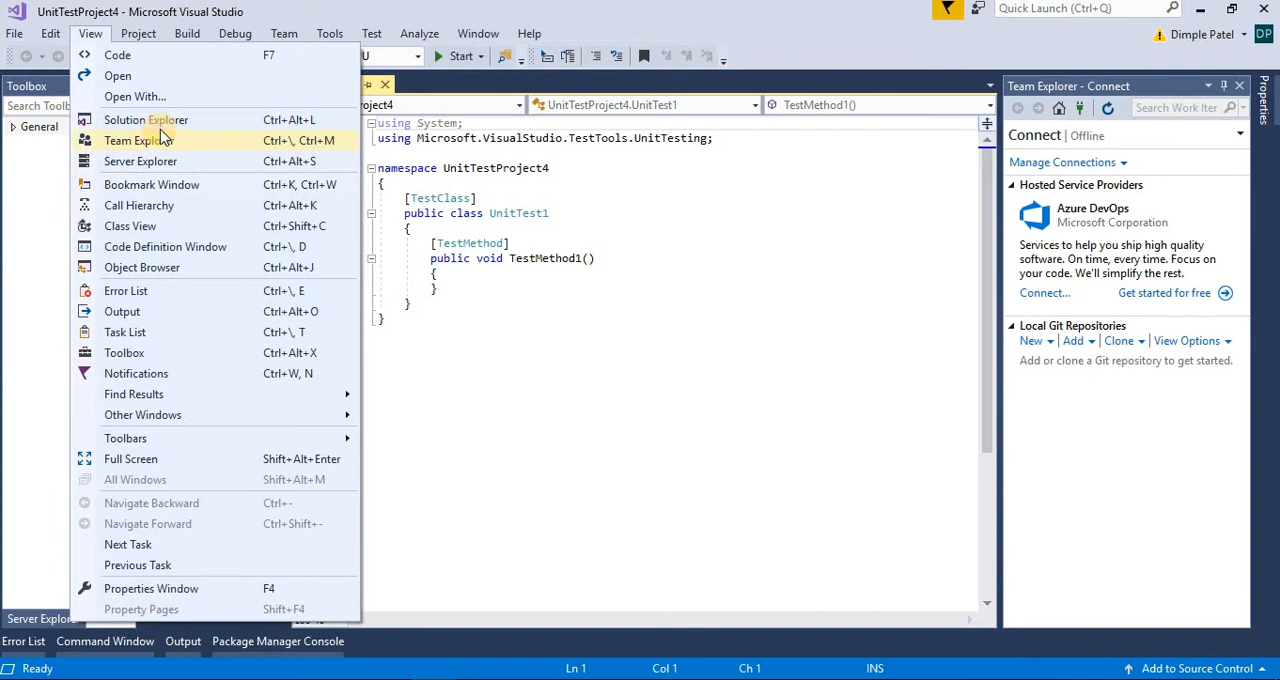 UnitTestProject4 - Microsoft Visual Studio
Quick Launch (Ctrl+Q)
File Edit View Project Build Debug Team Tools Test Analyze Window Help
Dimple Patel
DP
Code F7
Open
Open With...
Solution Explorer Ctrl+Alt+L
Team Explorer Ctrl+\, Ctrl+M
Server Explorer Ctrl+Alt+S
Bookmark Window Ctrl+K, Ctrl+W
Call Hierarchy Ctrl+Alt+K
Class View Ctrl+Shift+C
Code Definition Window Ctrl+\, D
Object Browser Ctrl+Alt+J
Error List Ctrl+\, E
Output Ctrl+Alt+O
Task List Ctrl+\, T
Toolbox Ctrl+Alt+X
Notifications Ctrl+W, N
Find Results
Other Windows
Toolbars
Full Screen Shift+Alt+Enter
All Windows Shift+Alt+M
Navigate Backward Ctrl+-
Navigate Forward Ctrl+Shift+-
Next Task
Previous Task
Properties Window F4
Property Pages Shift+F4
U
Start
Toolbox
Search Toolb
General
Server Explor
oject4
UnitTestProject4.UnitTest1
TestMethod1()
using System;
using Microsoft.VisualStudio.TestTools.UnitTesting;
namespace UnitTestProject4
{
[TestClass]
public class UnitTest1
{
[TestMethod]
public void TestMethod1()
{
}
}
}
Team Explorer - Connect
Search Work Iter
Connect | Offline
Manage Connections
Hosted Service Providers
Azure DevOps
Microsoft Corporation
Services to help you ship high quality
software. On time, every time. Focus on
your code. We'll simplify the rest.
Connect... Get started for free
Local Git Repositories
New | Add | Clone | View Options
Add or clone a Git repository to get started.
Properties
Error List Command Window Output Package Manager Console
Ready
Ln 1 Col 1 Ch 1 INS
Add to Source Control